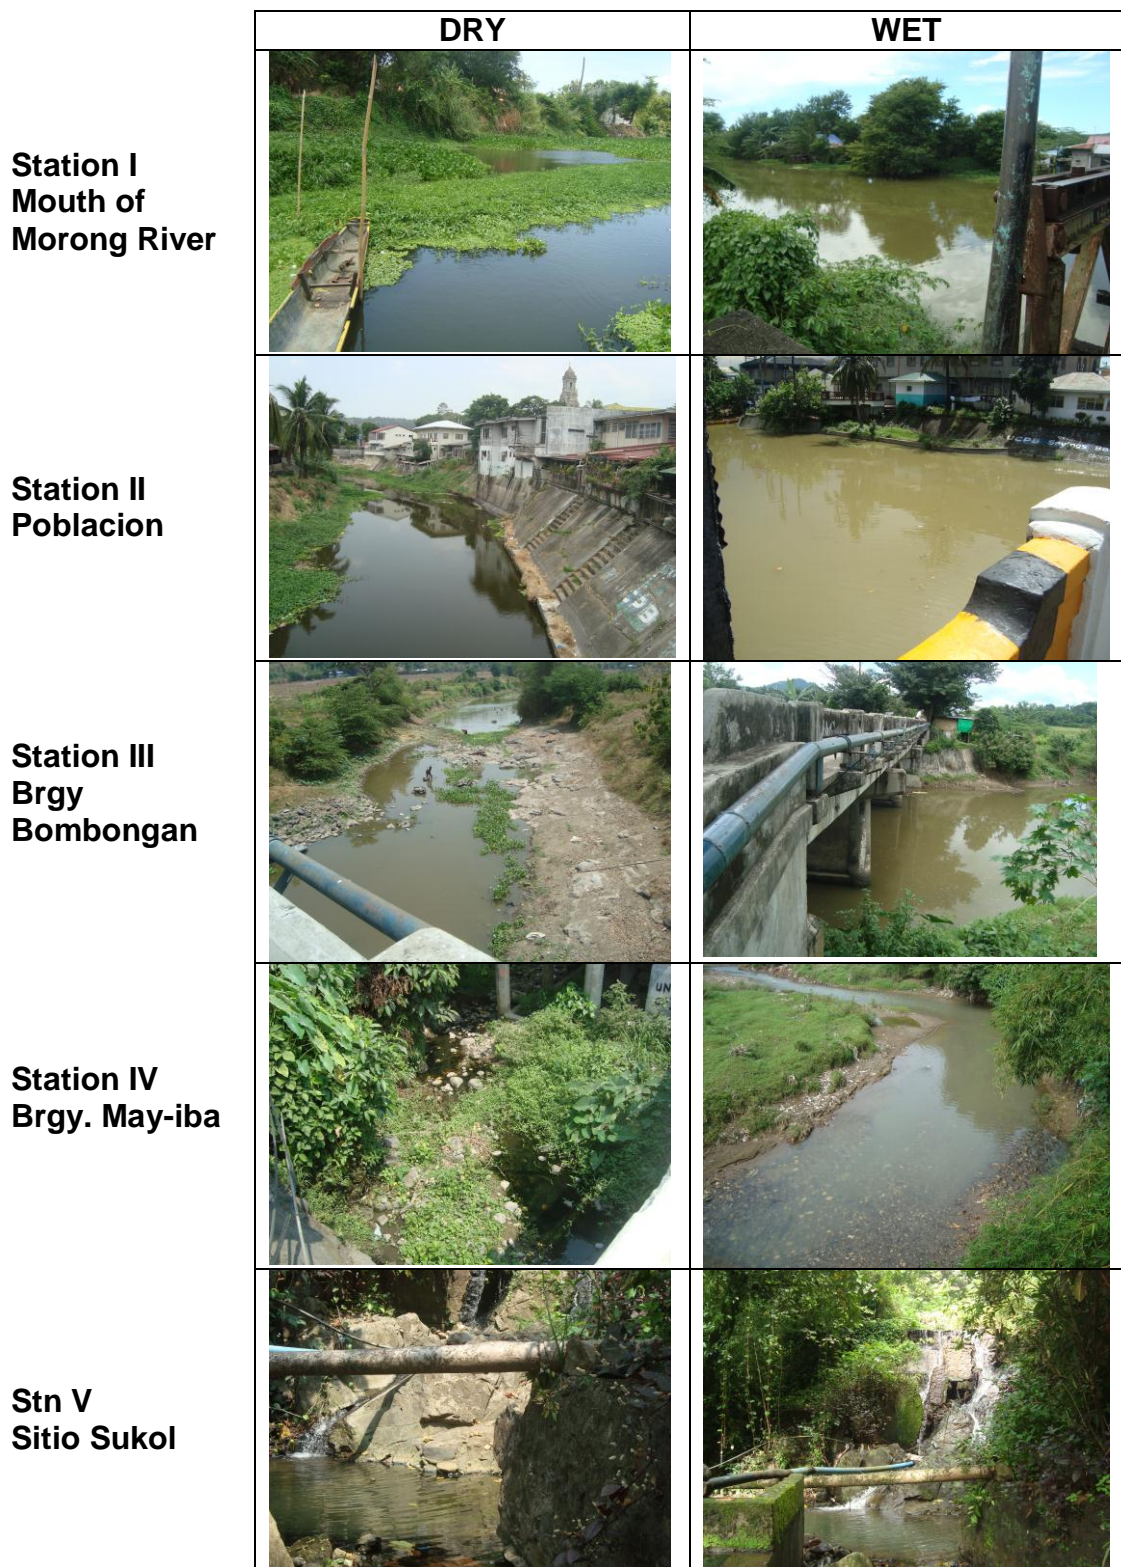 DRY WET
Station I
Mouth of
Morong River
Station II
Poblacion
Station III
Brgy
Bombongan
UN
Station IV
Brgy. May-iba
Stn V
Sitio Sukol